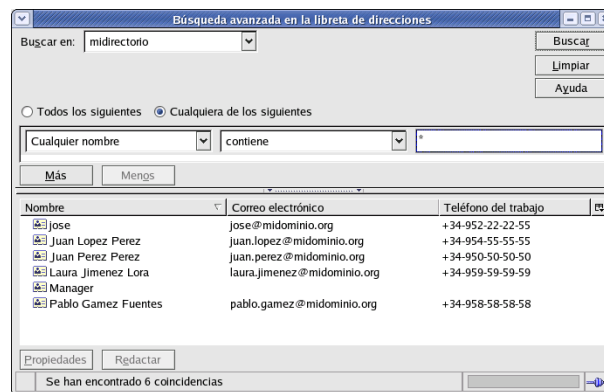 Búsqueda avanzada en la libreta de direcciones
Buscar en: midirectorio Buscar
Limpiar
Ayuda
Todos los siguientes Cualquiera de los siguientes
Cualquier nombre contiene *
Más Menos
Nombre Correo electrónico Teléfono del trabajo
jose jose@midominio.org +34-952-22-22-55
Juan Lopez Perez juan.lopez@midominio.org +34-954-55-55-55
Juan Perez Perez juan.perez@midominio.org +34-950-50-50-50
Laura Jimenez Lora laura.jimenez@midominio.org +34-959-59-59-59
Manager
Pablo Gamez Fuentes pablo.gamez@midominio.org +34-958-58-58-58
Propiedades Redactar
Se han encontrado 6 coincidencias